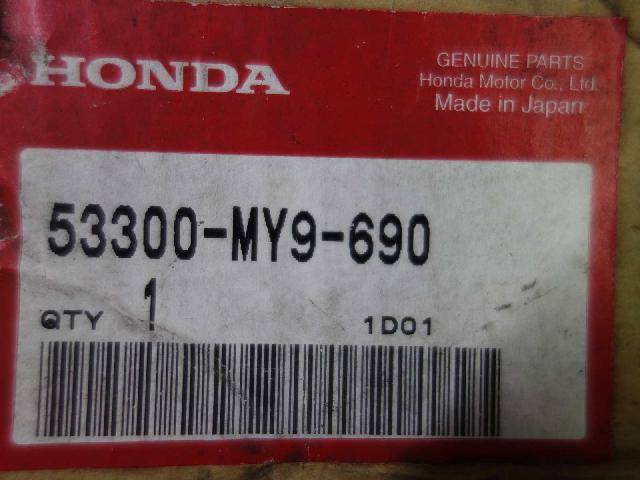 HONDA
GENUINE PARTS
Honda Motor Co., Ltd.
Made in Japan
53300-MY9-690
QTY 1 1D01